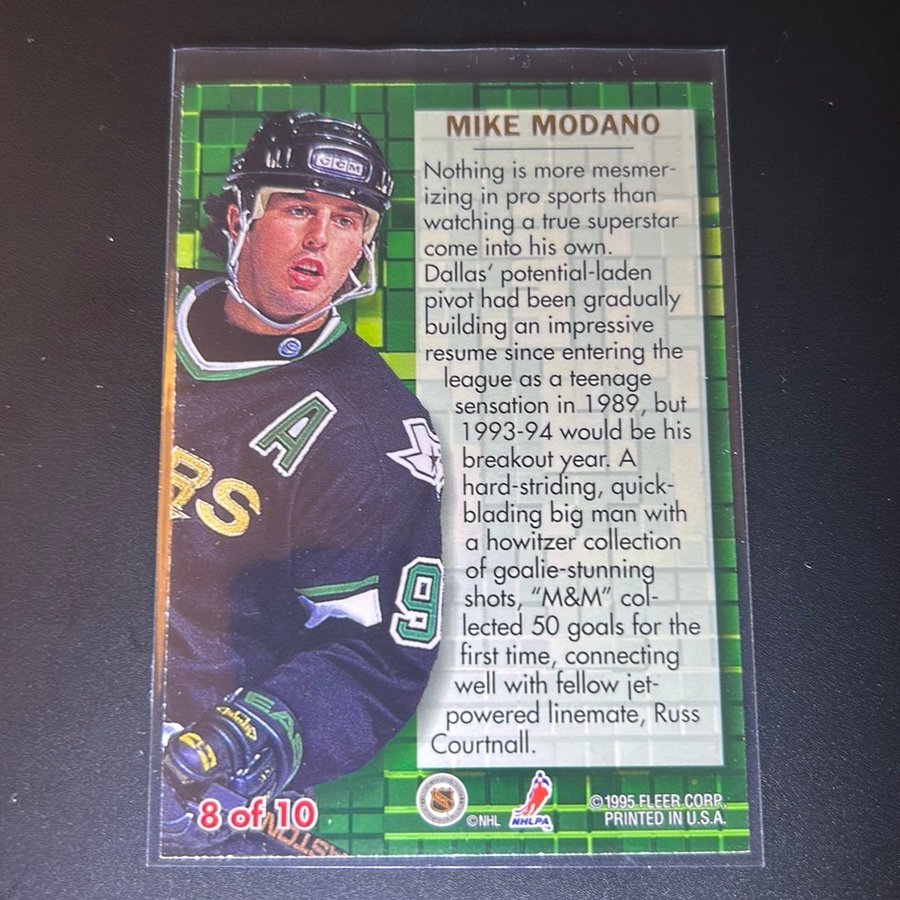 MIKE MODANO
Nothing is more mesmer-
izing in pro sports than
watching a true superstar
come into his own.
Dallas' potential-laden
pivot had been gradually
building an impressive
resume since entering the
league as a teenage
sensation in 1989, but
1993-94 would be his
breakout year. A
hard-striding, quick-
blading big man with
a howitzer collection
of goalie-stunning
shots, "M&M" col-
lected 50 goals for the
first time, connecting
well with fellow jet-
powered linemate, Russ
Courtnall.
CCM
A
RS
9
8 of 10
©NHL
NHLPA
©1995 FLEER CORP.
PRINTED IN U.S.A.